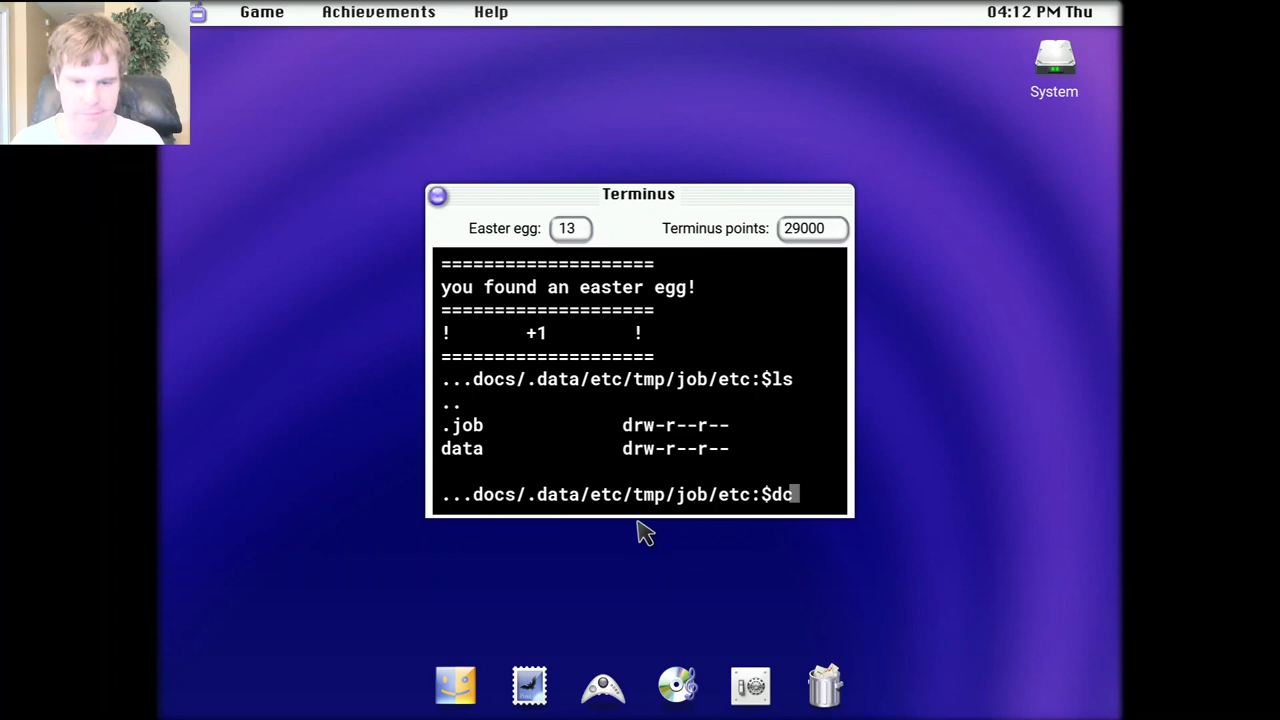 Game Achievements Help 04:12 PM Thu
System
Terminus
Easter egg: 13 Terminus points: 29000
====================
you found an easter egg!
====================
! +1 !
====================
...docs/.data/etc/tmp/job/etc:$ls
..
.job drw-r--r--
data drw-r--r--
...docs/.data/etc/tmp/job/etc:$dc